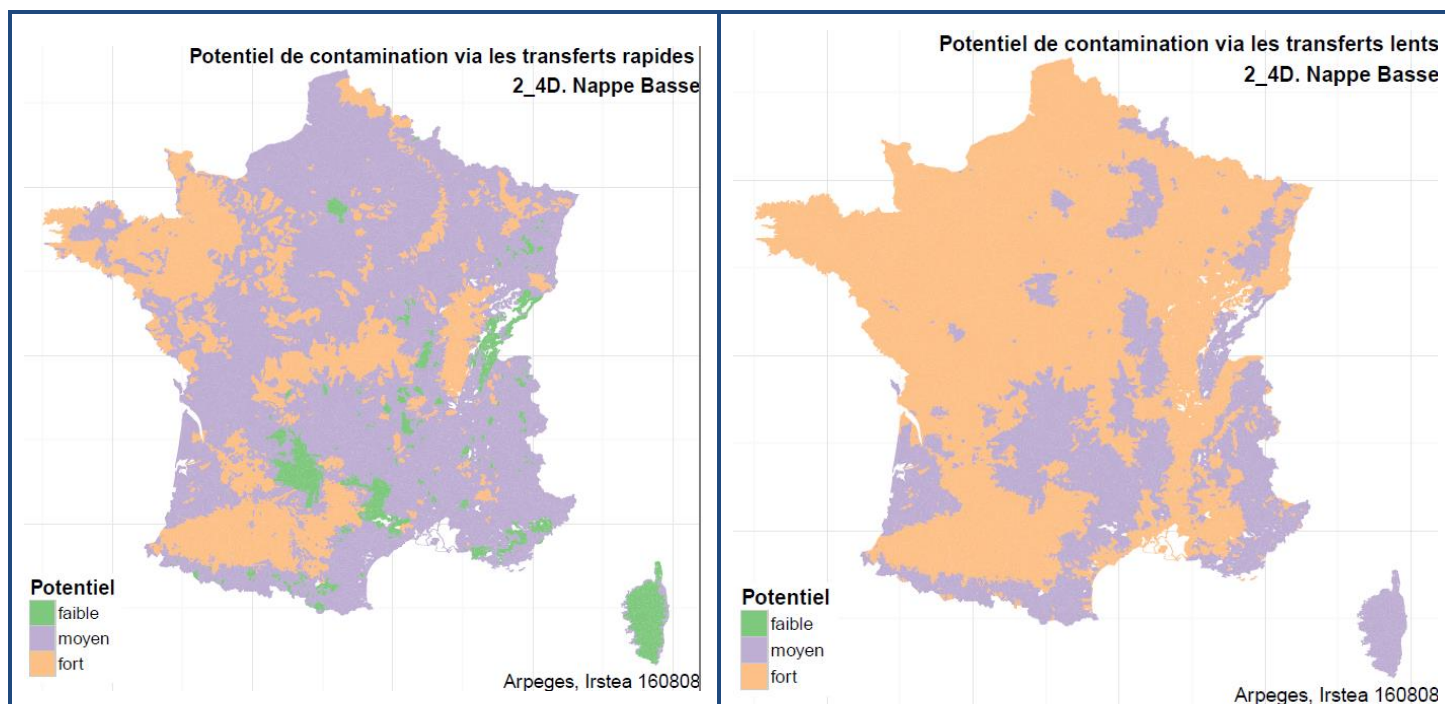 Potentiel de contamination via les transferts rapides
2_4D. Nappe Basse
Potentiel
faible
moyen
fort
Arpeges, Irstea 160808
Potentiel de contamination via les transferts lents
2_4D. Nappe Basse
Potentiel
faible
moyen
fort
Arpeges, Irstea 160808